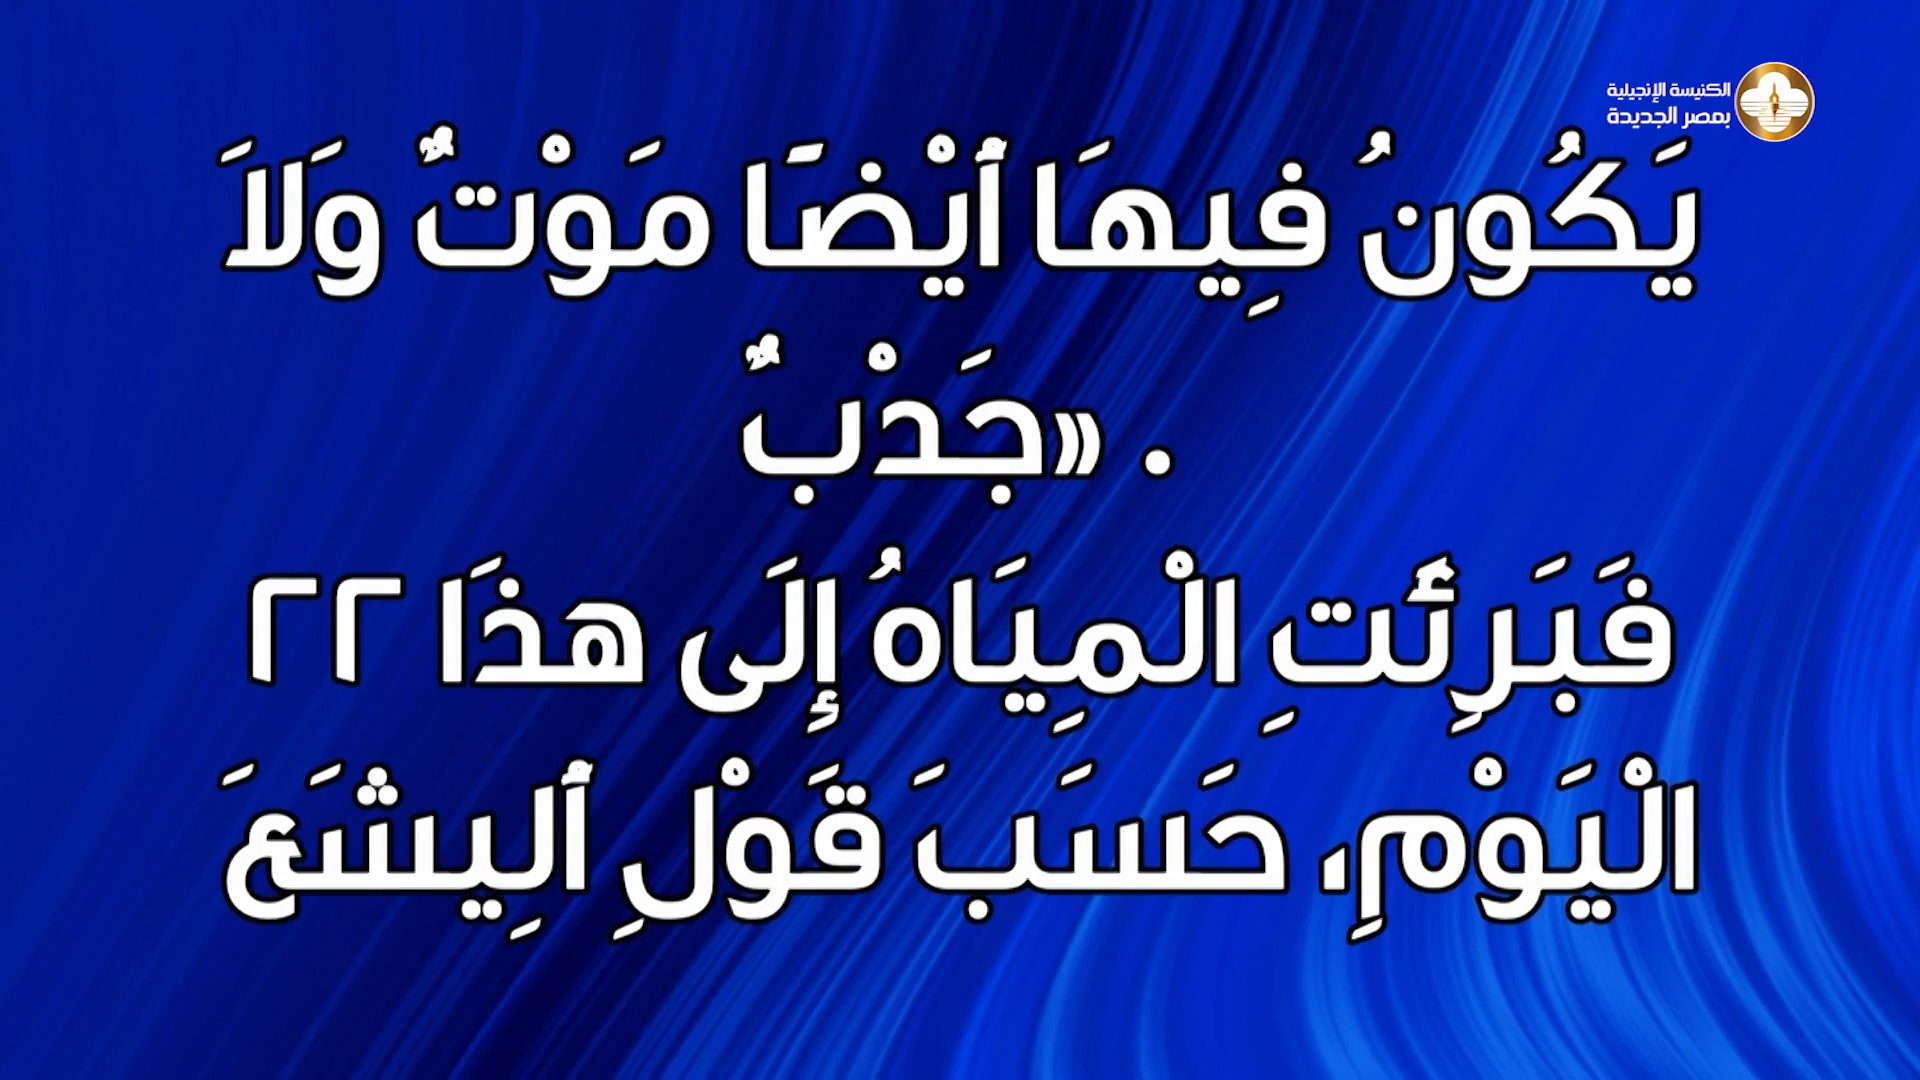 الكنيسة الإنجيلية
بمصر الجديدة
يَكُونُ فِيهَا أَيْضًا مَوْتٌ وَلاَ
. «جَدْبٌ
فَبَرِئَتِ الْمِيَاهُ إِلَى هذَا ٢٢
الْيَوْمِ، حَسَبَ قَوْلِ أَلِيشَعَ